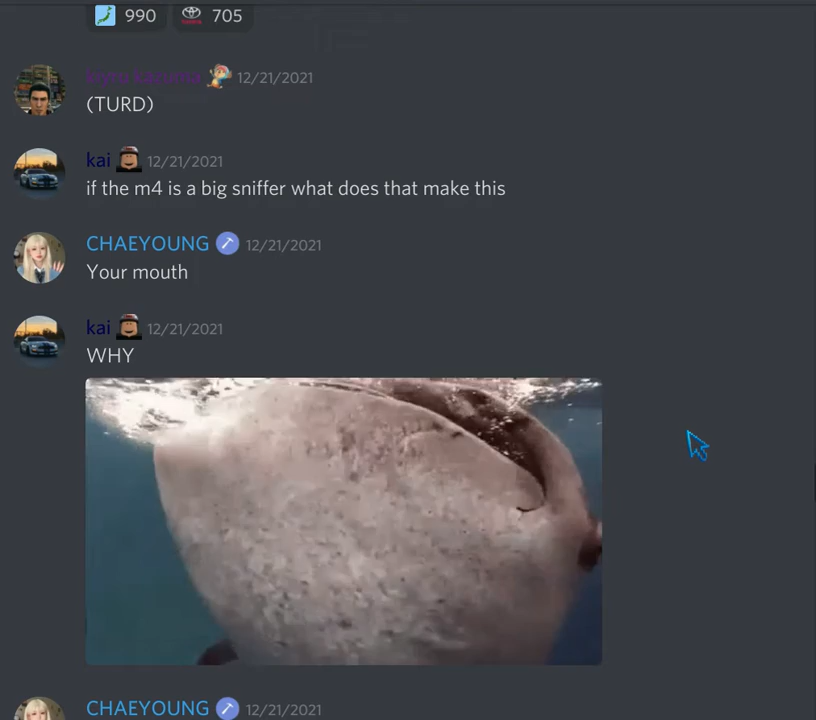 990 705
12/21/2021
(TURD)
kai 12/21/2021
if the m4 is a big sniffer what does that make this
CHAEYOUNG 12/21/2021
Your mouth
kai 12/21/2021
WHY
CHAEYOUNG 12/21/2021